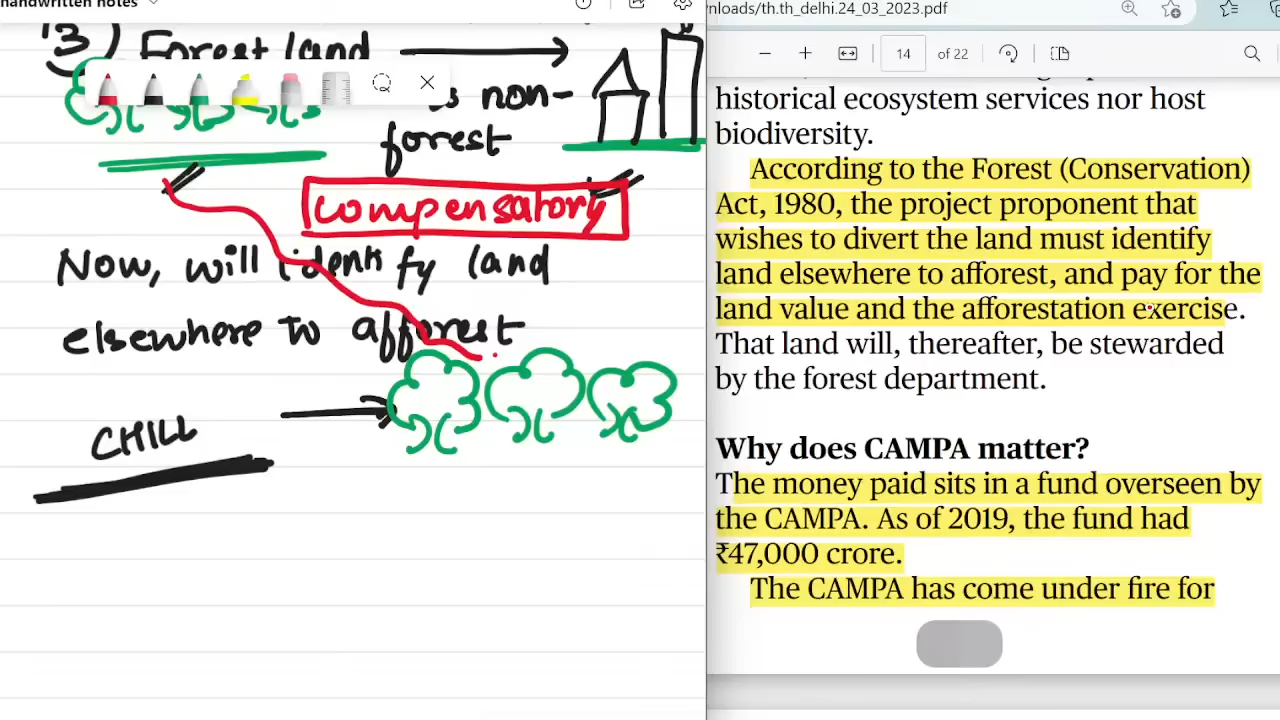 handwritten notes
13) Forest land
non-
forest
compensatory
Now, will identify land
elsewhere to afforest
CHILL
nloads/th.th_delhi.24_03_2023.pdf
14 of 22
historical ecosystem services nor host
biodiversity.
According to the Forest (Conservation)
Act, 1980, the project proponent that
wishes to divert the land must identify
land elsewhere to afforest, and pay for the
land value and the afforestation exercise.
That land will, thereafter, be stewarded
by the forest department.
Why does CAMPA matter?
The money paid sits in a fund overseen by
the CAMPA. As of 2019, the fund had
₹47,000 crore.
The CAMPA has come under fire for